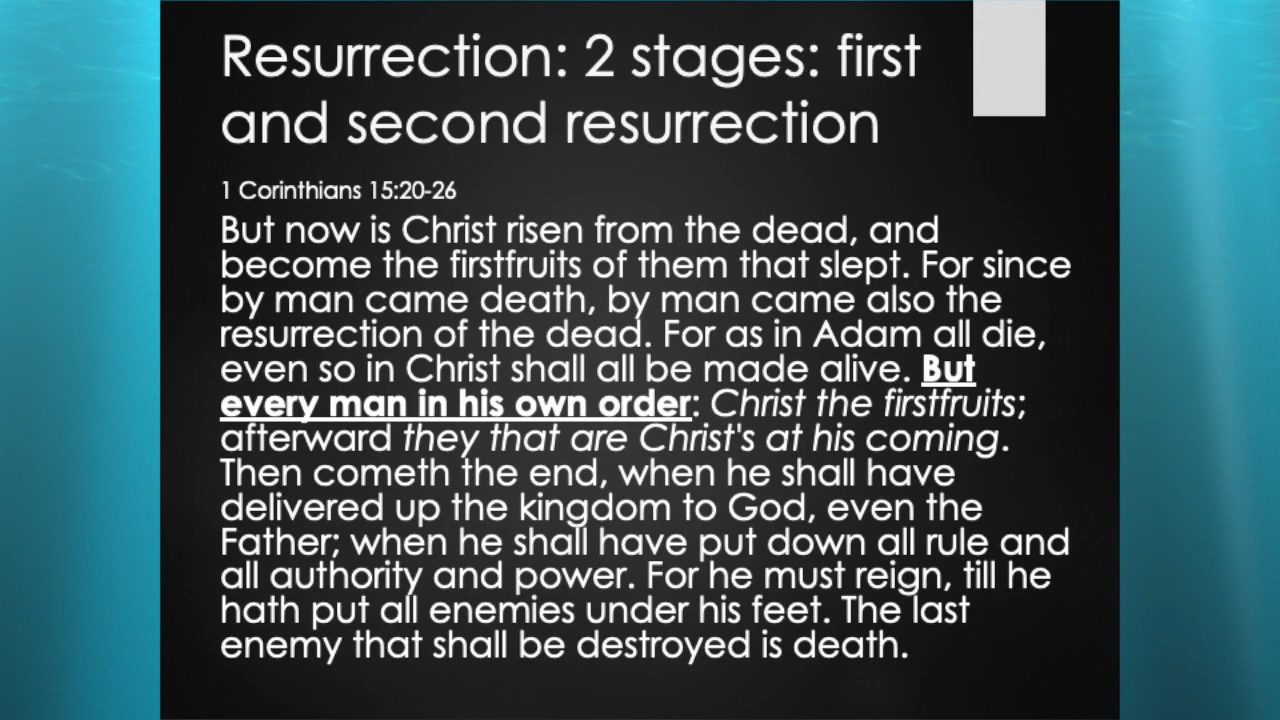 Resurrection: 2 stages: first
and second resurrection
1 Corinthians 15:20-26
But now is Christ risen from the dead, and
become the firstfruits of them that slept. For since
by man came death, by man came also the
resurrection of the dead. For as in Adam all die,
even so in Christ shall all be made alive. But
every man in his own order: Christ the firstfruits;
afterward they that are Christ's at his coming.
Then cometh the end, when he shall have
delivered up the kingdom to God, even the
Father; when he shall have put down all rule and
all authority and power. For he must reign, till he
hath put all enemies under his feet. The last
enemy that shall be destroyed is death.